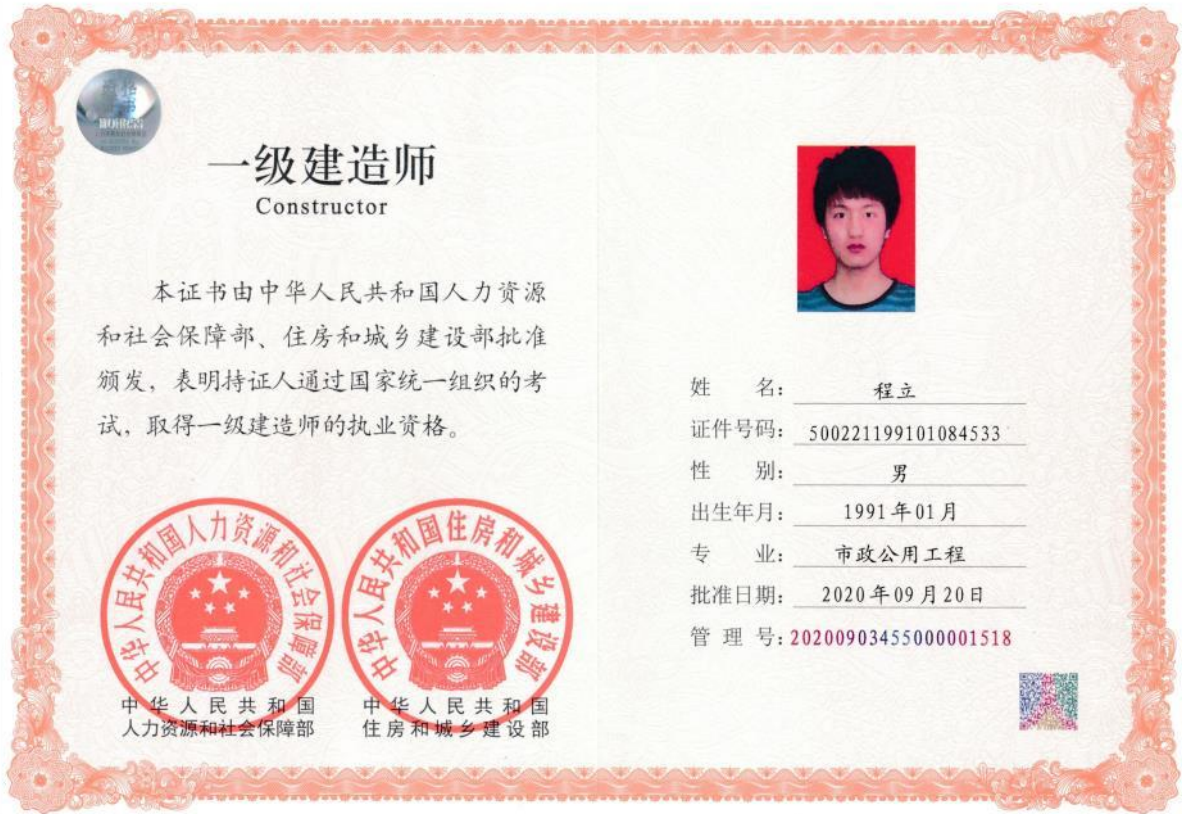 一级建造师
Constructor
本证书由中华人民共和国人力资源
和社会保障部、住房和城乡建设部批准
颁发，表明持证人通过国家统一组织的考
试，取得一级建造师的执业资格。
中华人民共和国人力资源和社会保障部
中华人民共和国住房和城乡建设部
中华人民共和国
人力资源和社会保障部
中华人民共和国
住房和城乡建设部
姓 名： 程立
证件号码： 500221199101084533
性 别： 男
出生年月： 1991年01月
专 业： 市政公用工程
批准日期： 2020年09月20日
管 理 号： 20200903455000001518